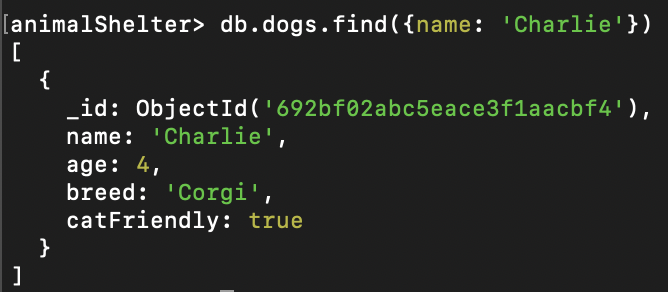 [animalShelter> db.dogs.find({name: 'Charlie'})
[
  {
    _id: ObjectId('692bf02abc5eace3f1aacbf4'),
    name: 'Charlie',
    age: 4,
    breed: 'Corgi',
    catFriendly: true
  }
]